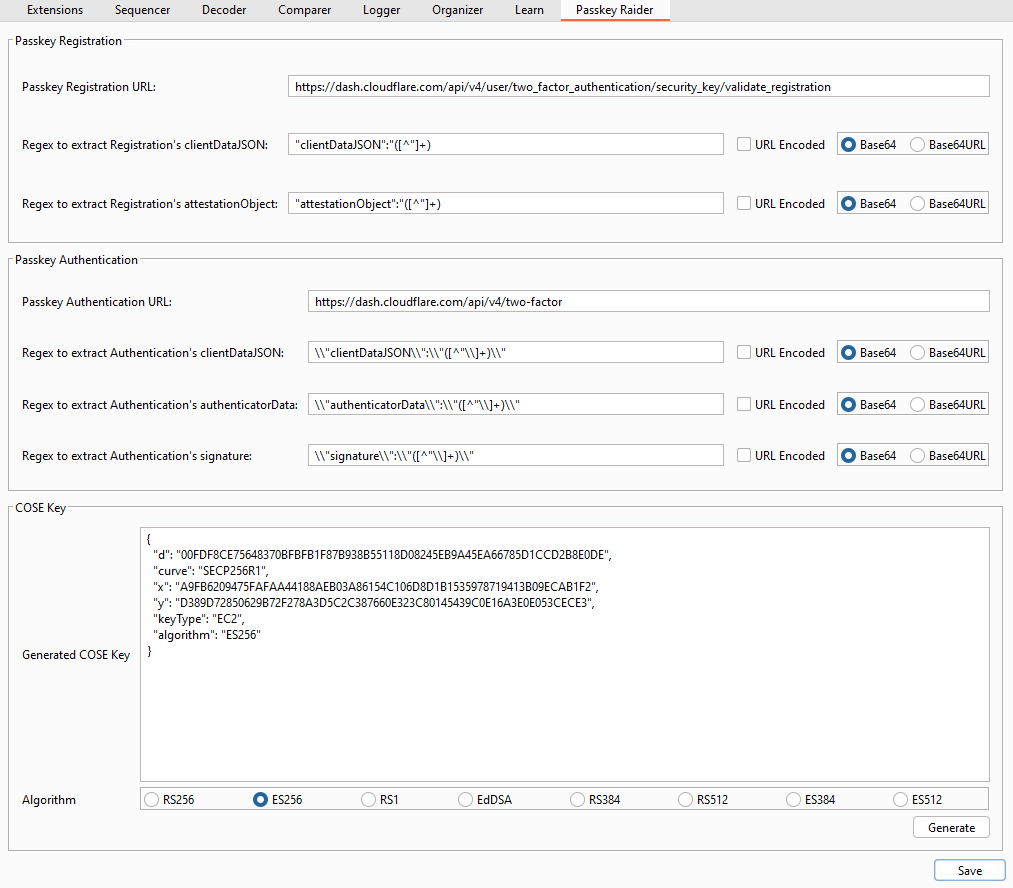 Extensions Sequencer Decoder Comparer Logger Organizer Learn Passkey Raider
Passkey Registration
Passkey Registration URL: https://dash.cloudflare.com/api/v4/user/two_factor_authentication/security_key/validate_registration
Regex to extract Registration's clientDataJSON: "clientDataJSON":"([^"]+) URL Encoded Base64 Base64URL
Regex to extract Registration's attestationObject: "attestationObject":"([^"]+) URL Encoded Base64 Base64URL
Passkey Authentication
Passkey Authentication URL: https://dash.cloudflare.com/api/v4/two-factor
Regex to extract Authentication's clientDataJSON: \\"clientDataJSON\\":\\"([^"\\]+)\\" URL Encoded Base64 Base64URL
Regex to extract Authentication's authenticatorData: \\"authenticatorData\\":\\"([^"\\]+)\\" URL Encoded Base64 Base64URL
Regex to extract Authentication's signature: \\"signature\\":\\"([^"\\]+)\\" URL Encoded Base64 Base64URL
COSE Key
{
"d": "00FDF8CE75648370BFBFB1F87B938B55118D08245EB9A45EA66785D1CCD2B8E0DE",
"curve": "SECP256R1",
"x": "A9FB6209475FAFAA44188AEB03A86154C106D8D1B1535978719413B09ECAB1F2",
"y": "D389D72850629B72F278A3D5C2C387660E323C80145439C0E16A3E0E053CECE3",
"keyType": "EC2",
"algorithm": "ES256"
}
Generated COSE Key
Algorithm RS256 ES256 RS1 EdDSA RS384 RS512 ES384 ES512
Generate
Save